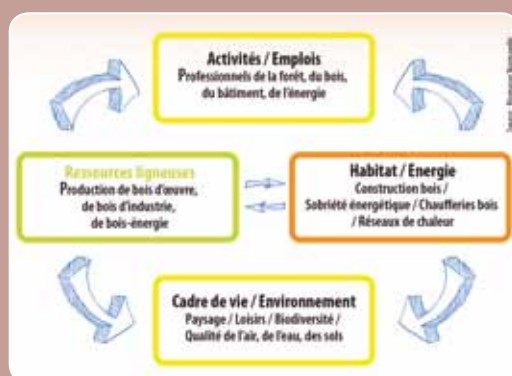 Activités / Emplois
Professionnels de la forêt, du bois,
du bâtiment, de l'énergie
Ressources ligneuses
Production de bois d'œuvre,
de bois d'industrie,
de bois-énergie
Habitat / Energie
Construction bois /
Sobriété énergétique / Chaufferies bois
/ Réseaux de chaleur
Cadre de vie / Environnement
Paysage / Loisirs / Biodiversité /
Qualité de l'air, de l'eau, des sols